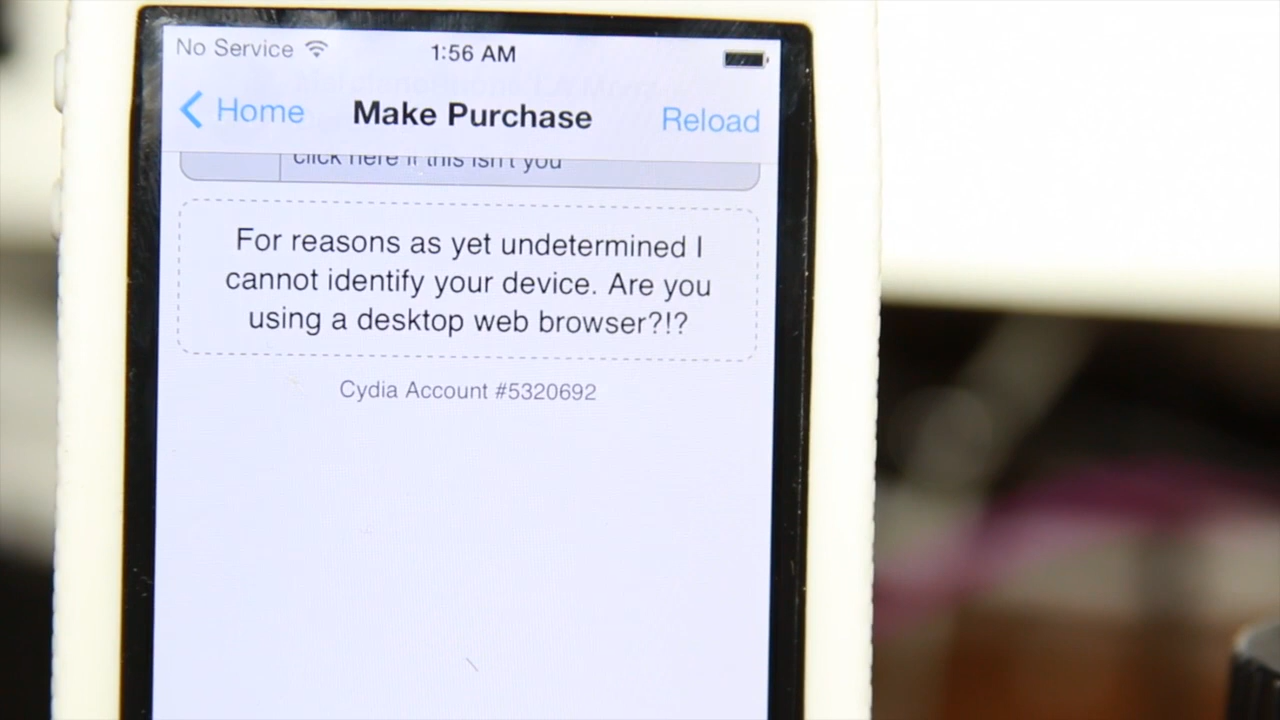 No Service 1:56 AM
Home Make Purchase Reload
click here if this isn't you
For reasons as yet undetermined I
cannot identify your device. Are you
using a desktop web browser?!?
Cydia Account #5320692